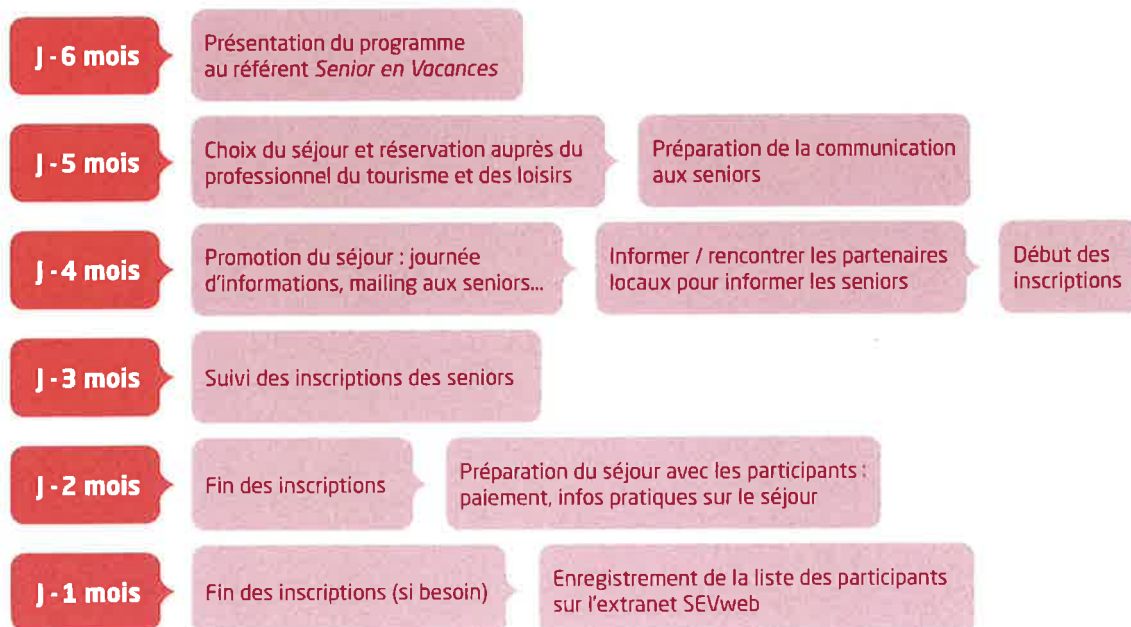 J - 6 mois
Présentation du programme
au référent Senior en Vacances
J - 5 mois
Choix du séjour et réservation auprès du
professionnel du tourisme et des loisirs
Préparation de la communication
aux seniors
J - 4 mois
Promotion du séjour : journée
d'informations, mailing aux seniors...
Informer / rencontrer les partenaires
locaux pour informer les seniors
Début des
inscriptions
J - 3 mois
Suivi des inscriptions des seniors
J - 2 mois
Fin des inscriptions
Préparation du séjour avec les participants :
paiement, infos pratiques sur le séjour
J - 1 mois
Fin des inscriptions (si besoin)
Enregistrement de la liste des participants
sur l'extranet SEVweb